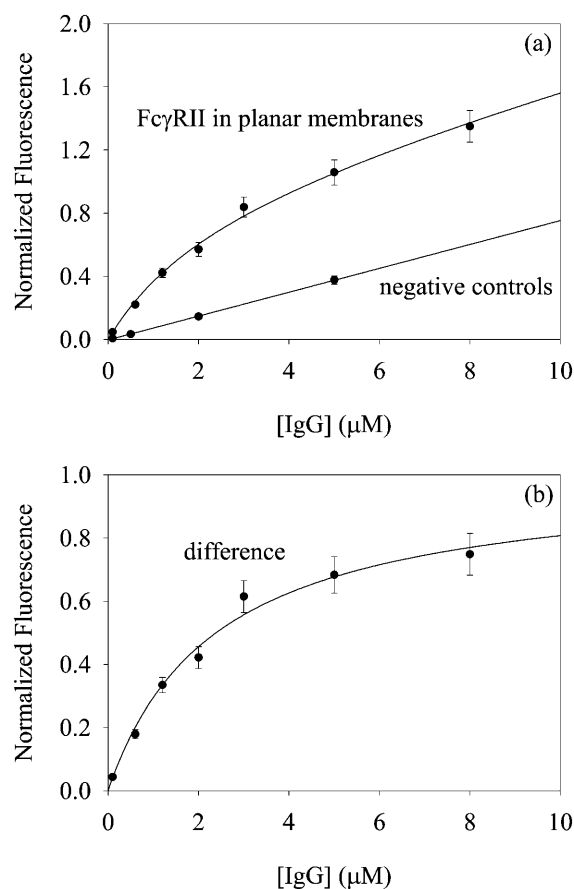 (a)
Normalized Fluorescence
2.0
1.6
1.2
0.8
0.4
0.0
FcγRII in planar membranes
negative controls
0 2 4 6 8 10
[IgG] (μM)
(b)
Normalized Fluorescence
1.0
0.8
0.6
0.4
0.2
0.0
difference
0 2 4 6 8 10
[IgG] (μM)